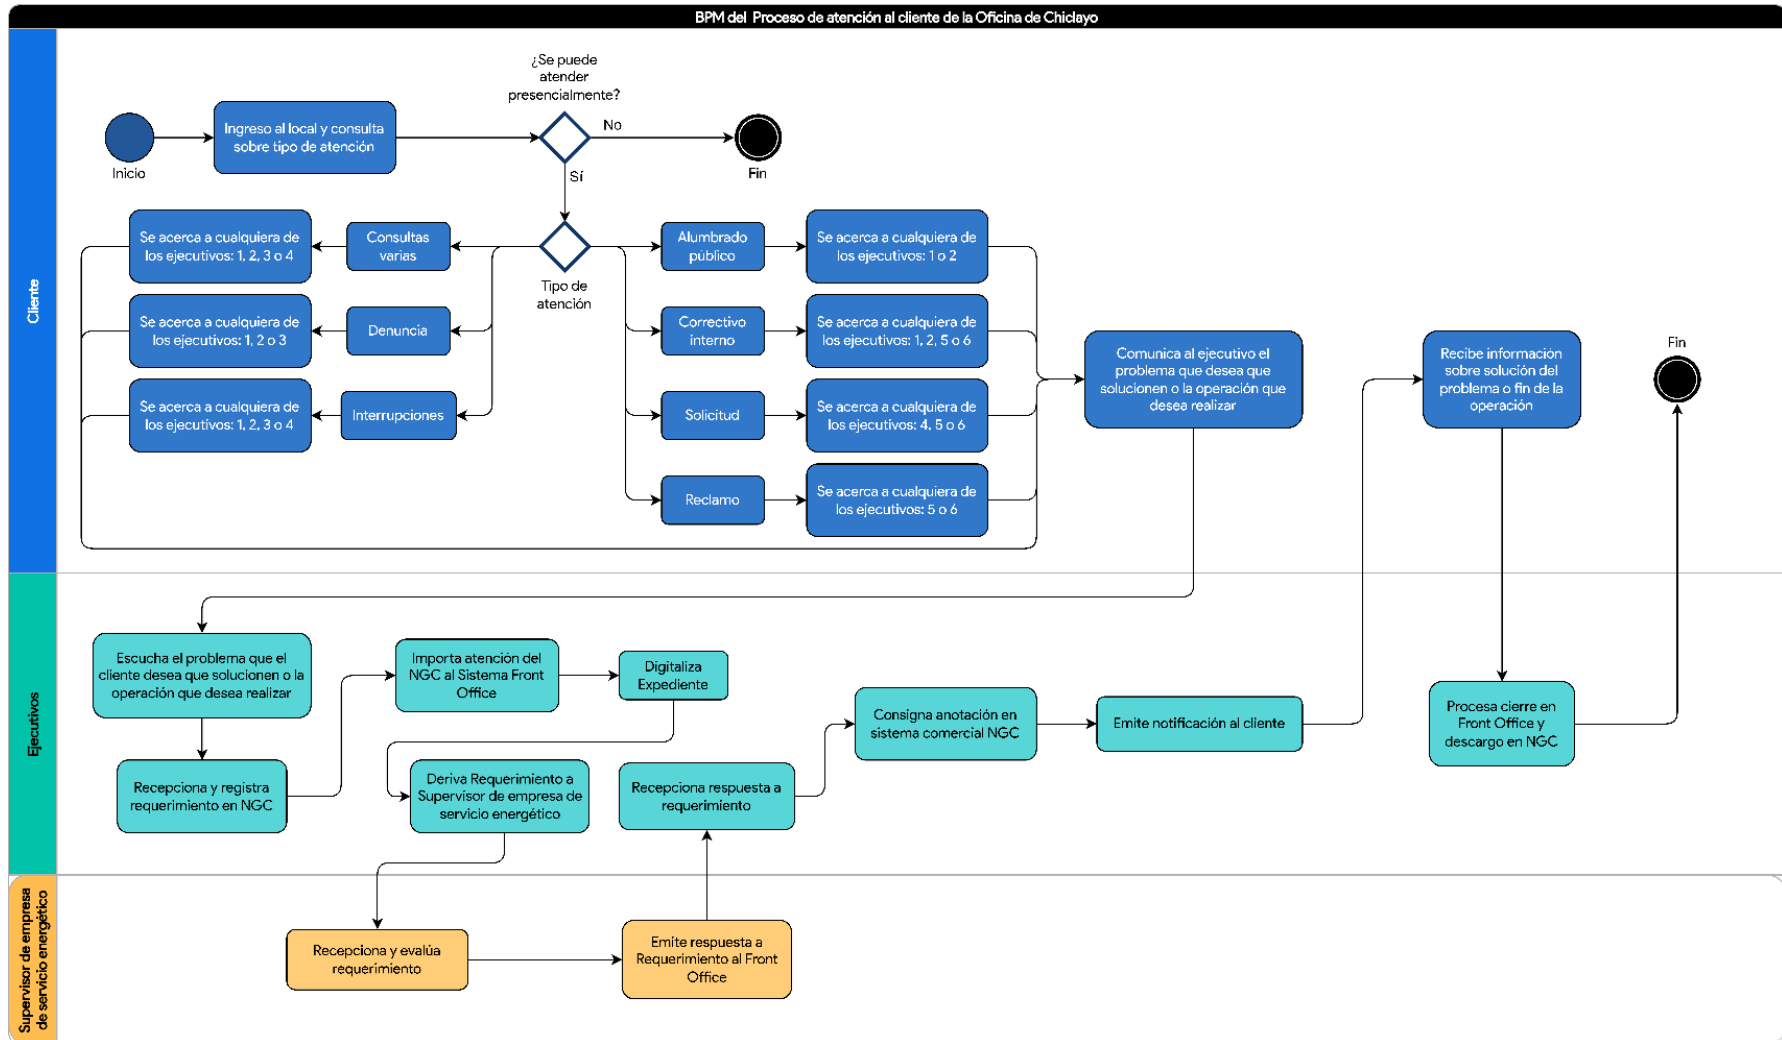 BPM del Proceso de atención al cliente de la Oficina de Chiclayo
Cliente
¿Se puede
atender
presencialmente?
Inicio
Ingreso al local y consulta
sobre tipo de atención
No
Fin
Sí
Tipo de
atención
Se acerca a cualquiera de
los ejecutivos: 1, 2, 3 o 4
Consultas
varias
Alumbrado
público
Se acerca a cualquiera de
los ejecutivos: 1 o 2
Se acerca a cualquiera de
los ejecutivos: 1, 2 o 3
Denuncia
Correctivo
interno
Se acerca a cualquiera de
los ejecutivos: 1, 2, 5 o 6
Se acerca a cualquiera de
los ejecutivos: 1, 2, 3 o 4
Interrupciones
Solicitud
Se acerca a cualquiera de
los ejecutivos: 4, 5 o 6
Reclamo
Se acerca a cualquiera de
los ejecutivos: 5 o 6
Comunica al ejecutivo el
problema que desea que
solucionen o la operación que
desea realizar
Recibe información
sobre solución del
problema o fin de la
operación
Fin
Ejecutivos
Escucha el problema que el
cliente desea que solucionen o la
operación que desea realizar
Recepciona y registra
requerimiento en NGC
Importa atención del
NGC al Sistema Front
Office
Digitaliza
Expediente
Deriva Requerimiento a
Supervisor de empresa de
servicio energético
Recepciona respuesta a
requerimiento
Consigna anotación en
sistema comercial NGC
Emite notificación al cliente
Procesa cierre en
Front Office y
descargo en NGC
Supervisor de empresa
de servicio energético
Recepciona y evalúa
requerimiento
Emite respuesta a
Requerimiento al Front
Office